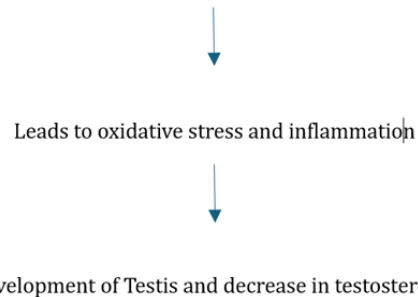 Leads to oxidative stress and inflammation
velopment of Testis and decrease in testoster